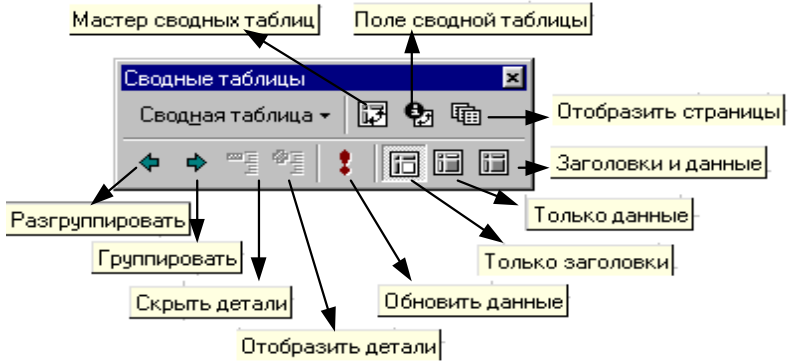 Мастер сводных таблиц
Поле сводной таблицы
Сводные таблицы
Сводная таблица
Отобразить страницы
Заголовки и данные
Только данные
Разгруппировать
Группировать
Только заголовки
Скрыть детали
Обновить данные
Отобразить детали